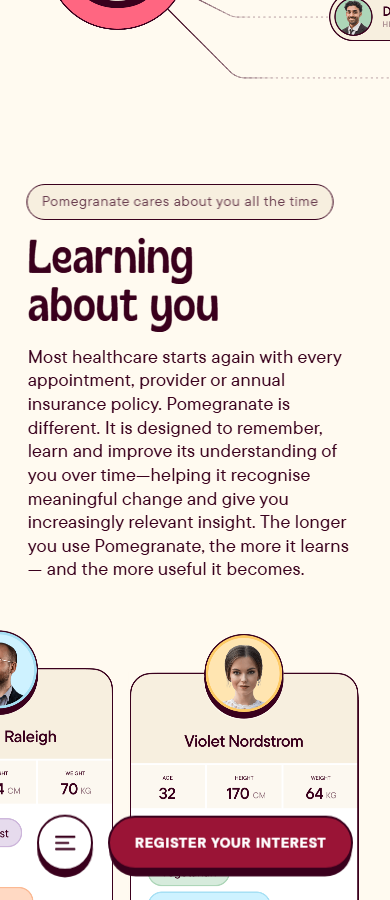 D
Pomegranate cares about you all the time
Learning
about you
Most healthcare starts again with every
appointment, provider or annual
insurance policy. Pomegranate is
different. It is designed to remember,
learn and improve its understanding of
you over time—helping it recognise
meaningful change and give you
increasingly relevant insight. The longer
you use Pomegranate, the more it learns
— and the more useful it becomes.
Raleigh
Violet Nordstrom
WEIGHT
AGE
HEIGHT
WEIGHT
4 CM
70 KG
32
170 CM
64 KG
REGISTER YOUR INTEREST